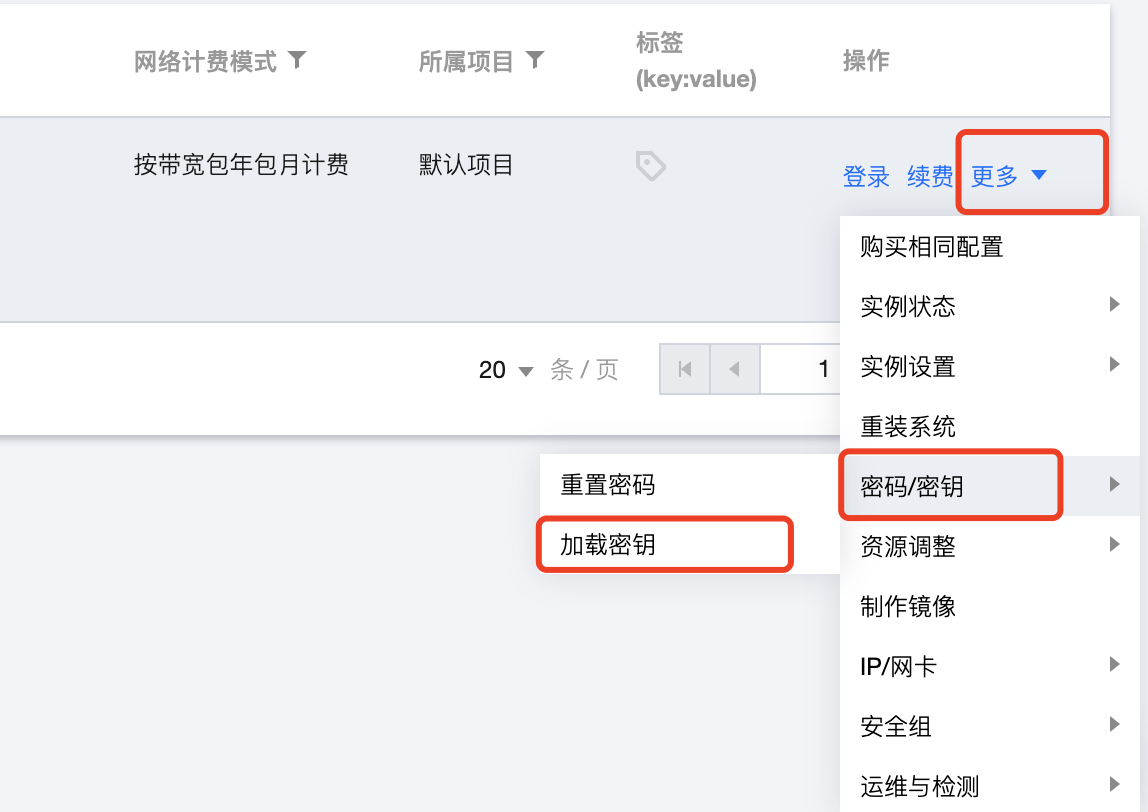 网络计费模式
所属项目
标签
(key:value)
操作
按带宽包年包月计费
默认项目
登录 续费 更多
购买相同配置
实例状态
实例设置
20 条 / 页
1
重装系统
重置密码
密码/密钥
加载密钥
资源调整
制作镜像
IP/网卡
安全组
运维与检测